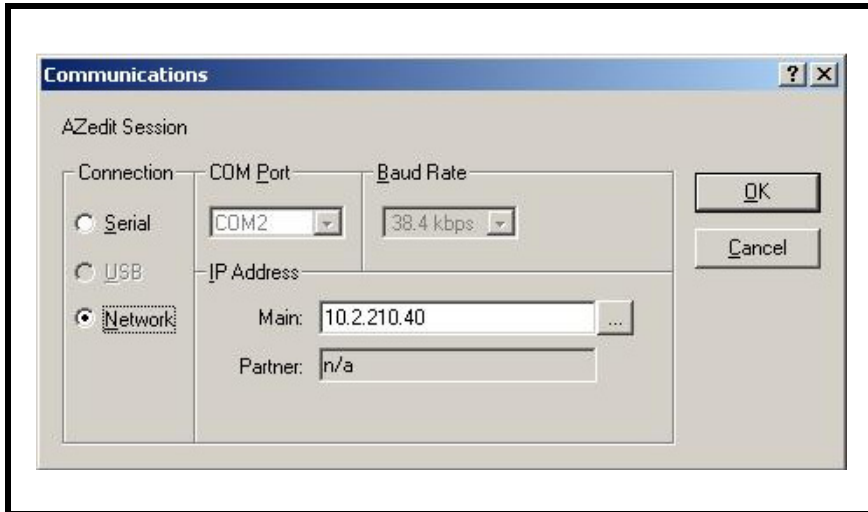 Communications
AZedit Session
Connection
COM Port
Baud Rate
Serial
COM2
38.4 kbps
OK
USB
IP Address
Cancel
Network
Main: 10.2.210.40 ...
Partner: n/a